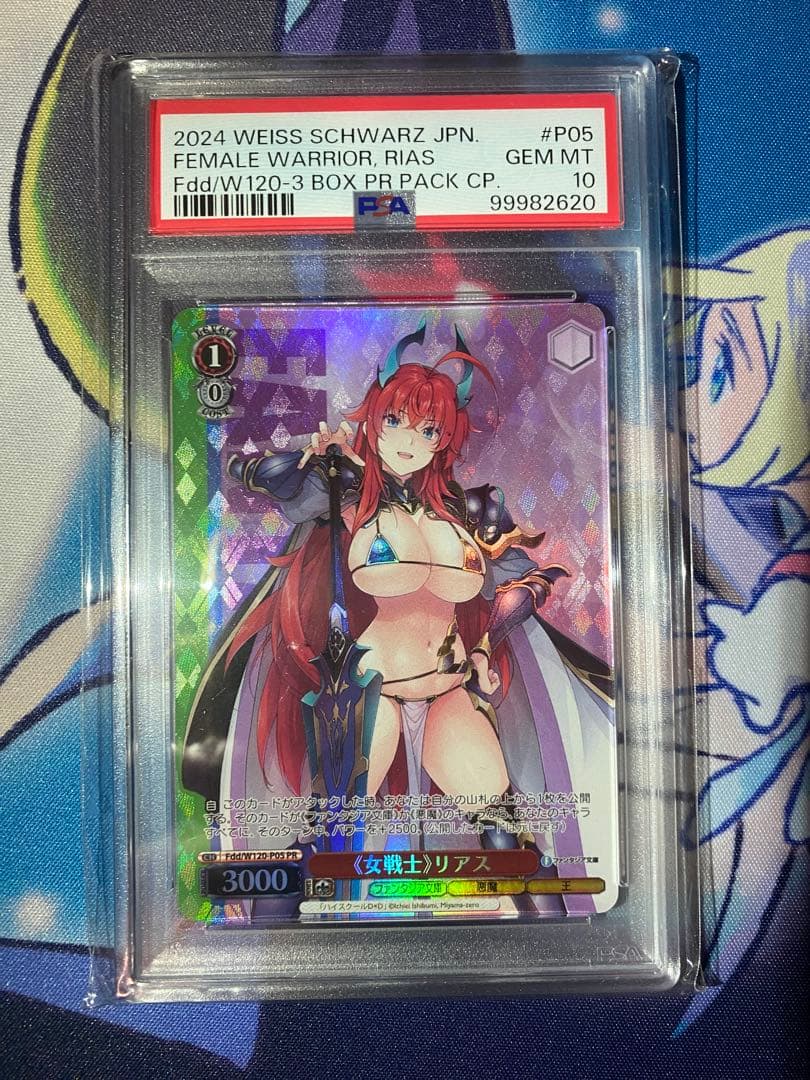 2024 WEISS SCHWARZ JPN. #P05
FEMALE WARRIOR, RIAS GEM MT
Fdd/W120-3 BOX PR PACK CP. 10
PSA 99982620
LEVEL
1
0
COST
自 このカードがアタックした時、あなたは自分の山札の上から1枚を公開
する。そのカードが《ファンタジア文庫》か《悪魔》のキャラなら、あなたのキャラ
すべてに、そのターン中、パワーを+2500。(公開したカードは元に戻す)
CH Fdd/W120-P05 PR
《女戦士》リアス
ファンタジア文庫
3000
ファンタジア文庫 悪魔 王
「ハイスクールD×D」 ©Ichiei Ishibumi, Miyama-zero
PSA